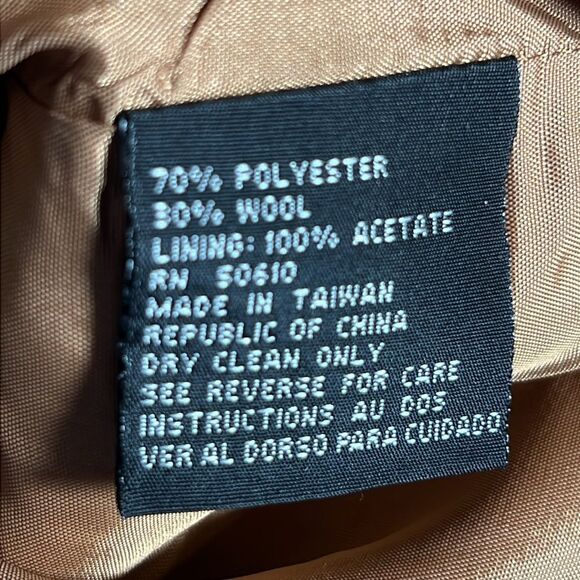 70% POLYESTER
30% WOOL
LINING: 100% ACETATE
RN 50610
MADE IN TAIWAN
REPUBLIC OF CHINA
DRY CLEAN ONLY
SEE REVERSE FOR CARE
INSTRUCTIONS AU DOS
VER AL DORSO PARA CUIDADO